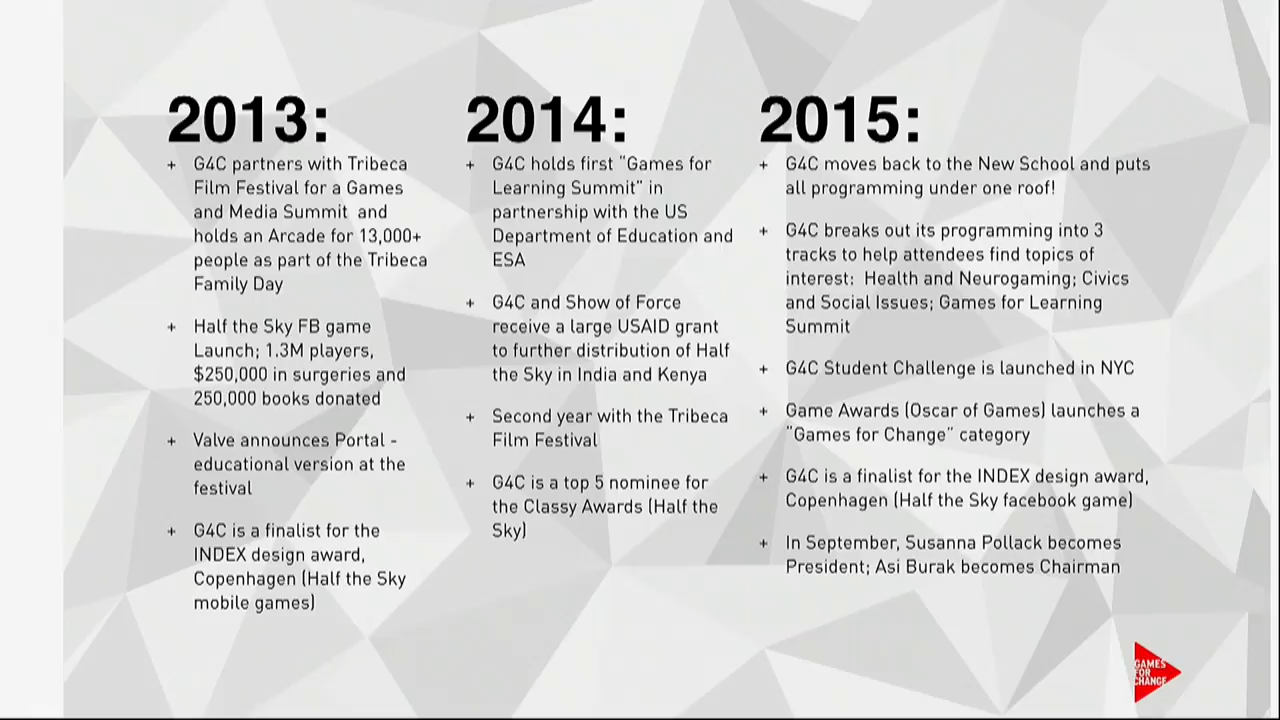 2013:
+ G4C partners with Tribeca
Film Festival for a Games
and Media Summit and
holds an Arcade for 13,000+
people as part of the Tribeca
Family Day
+ Half the Sky FB game
Launch; 1.3M players,
$250,000 in surgeries and
250,000 books donated
+ Valve announces Portal -
educational version at the
festival
+ G4C is a finalist for the
INDEX design award,
Copenhagen (Half the Sky
mobile games)
2014:
+ G4C holds first "Games for
Learning Summit" in
partnership with the US
Department of Education and
ESA
+ G4C and Show of Force
receive a large USAID grant
to further distribution of Half
the Sky in India and Kenya
+ Second year with the Tribeca
Film Festival
+ G4C is a top 5 nominee for
the Classy Awards (Half the
Sky)
2015:
+ G4C moves back to the New School and puts
all programming under one roof!
+ G4C breaks out its programming into 3
tracks to help attendees find topics of
interest: Health and Neurogaming; Civics
and Social Issues; Games for Learning
Summit
+ G4C Student Challenge is launched in NYC
+ Game Awards (Oscar of Games) launches a
"Games for Change" category
+ G4C is a finalist for the INDEX design award,
Copenhagen (Half the Sky facebook game)
+ In September, Susanna Pollack becomes
President; Asi Burak becomes Chairman
GAMES
FOR
CHANGE